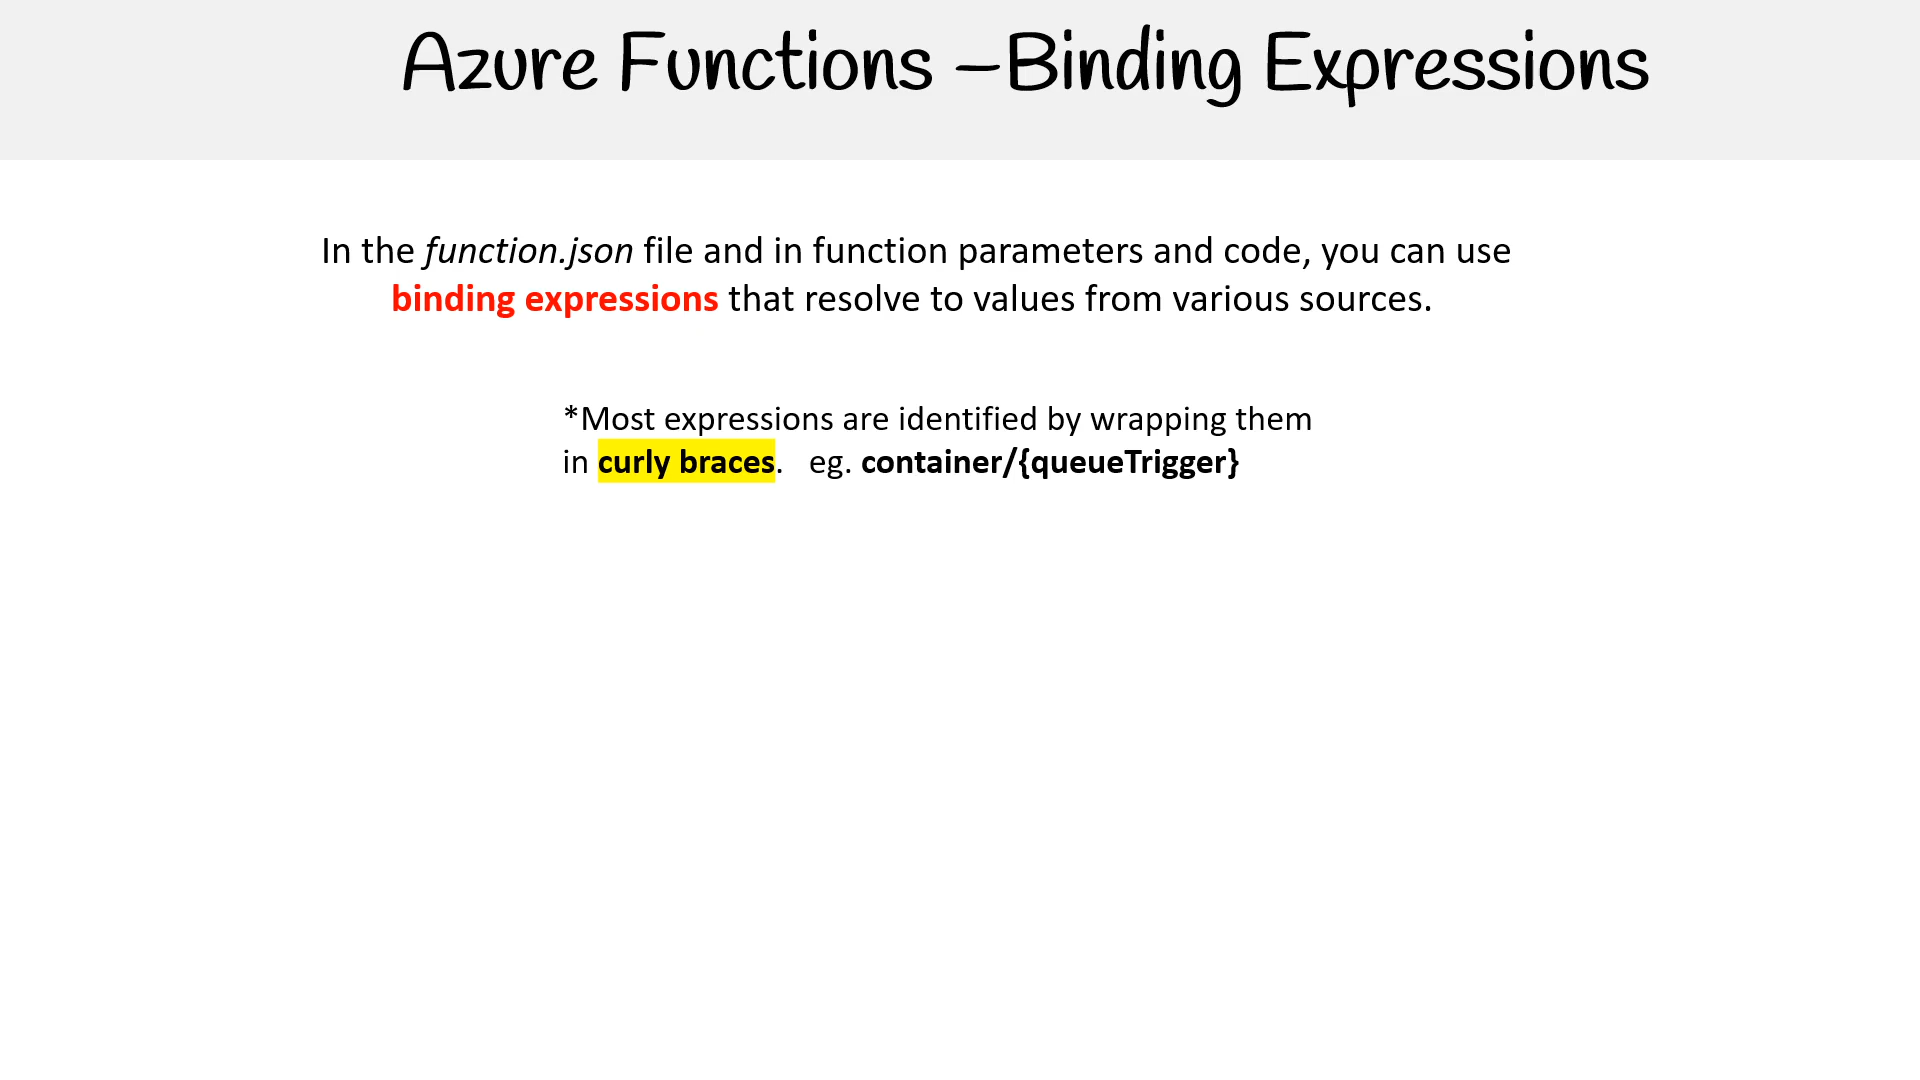 Azure Functions –Binding Expressions
In the function.json file and in function parameters and code, you can use
binding expressions that resolve to values from various sources.
*Most expressions are identified by wrapping them
in curly braces. eg. container/{queueTrigger}